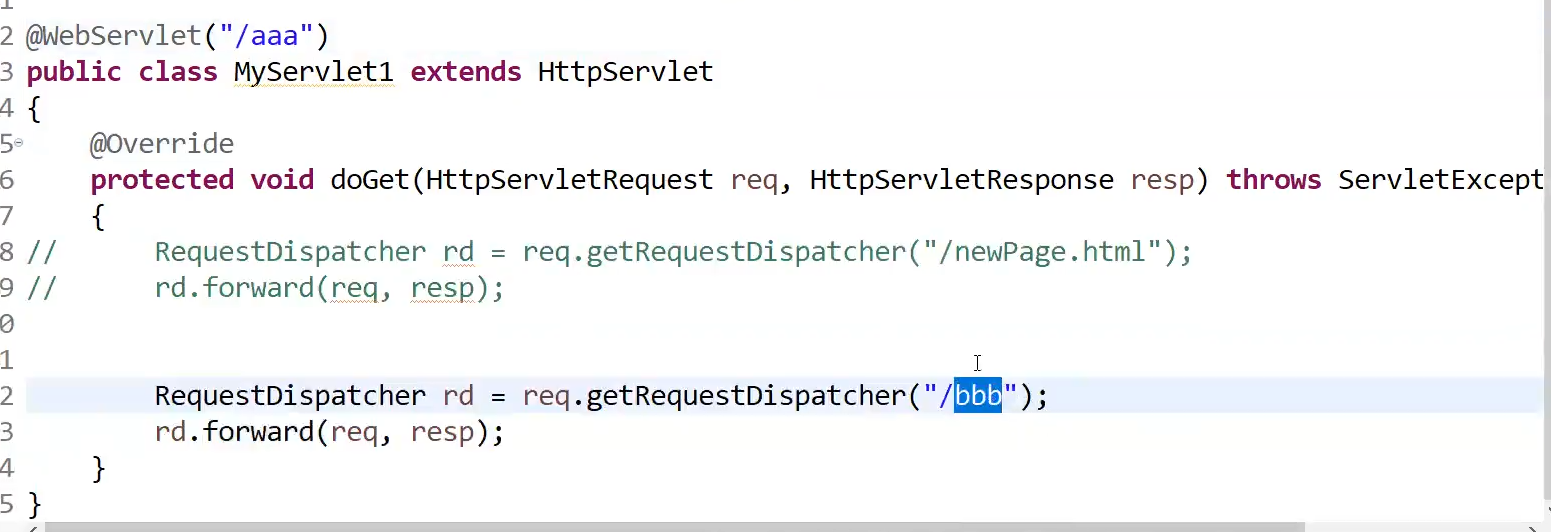 1
2 @WebServlet("/aaa")
3 public class MyServlet1 extends HttpServlet
4 {
5     @Override
6     protected void doGet(HttpServletRequest req, HttpServletResponse resp) throws ServletExcept
7     {
8 //      RequestDispatcher rd = req.getRequestDispatcher("/newPage.html");
9 //      rd.forward(req, resp);
0
1
2         RequestDispatcher rd = req.getRequestDispatcher("/bbb");
3         rd.forward(req, resp);
4     }
5 }